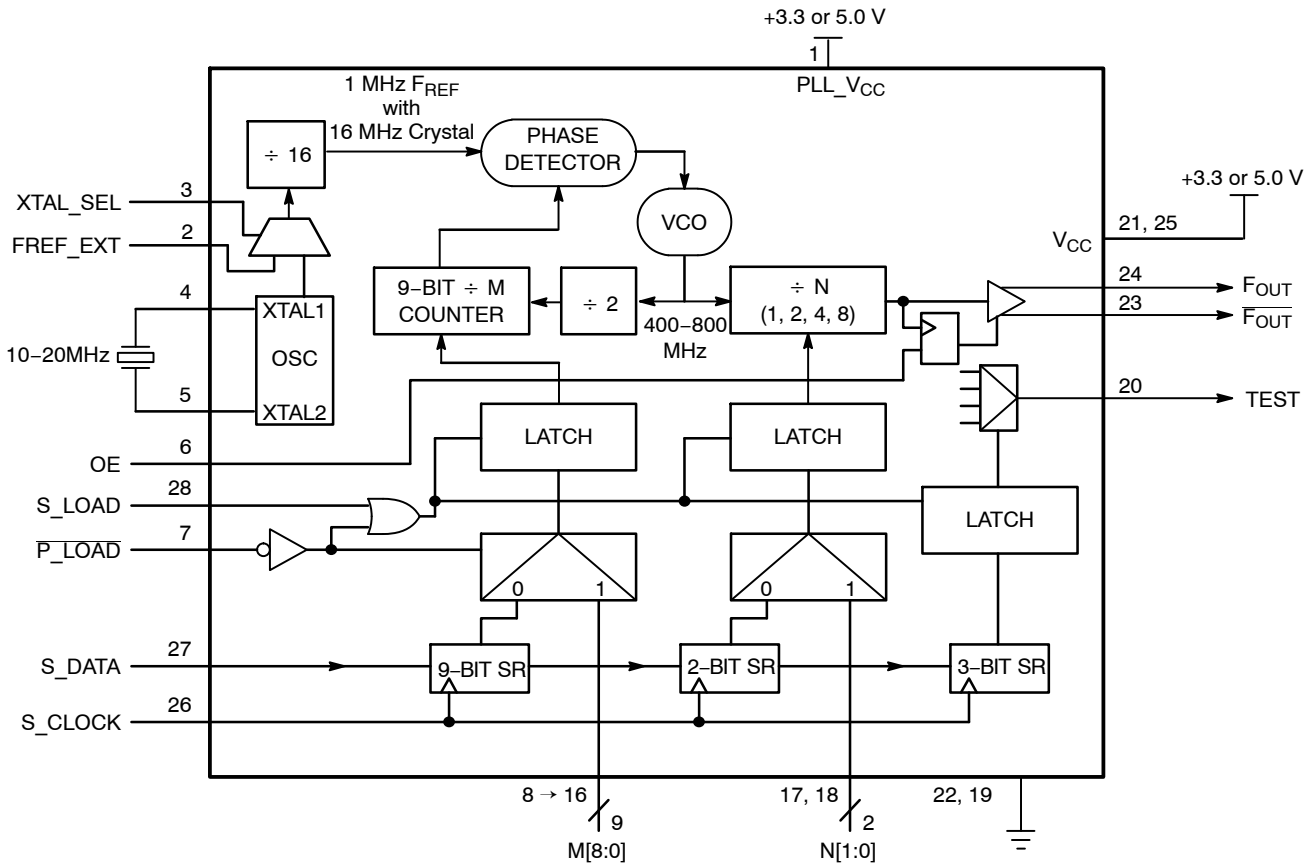 +3.3 or 5.0 V
1
PLL_VCC
1 MHz FREF
with
16 MHz Crystal
÷ 16
PHASE
DETECTOR
VCO
+3.3 or 5.0 V
21, 25
VCC
XTAL_SEL
3
FREF_EXT
2
4
XTAL1
OSC
XTAL2
10−20MHz
5
9−BIT ÷ M
COUNTER
÷ 2
400−800
MHz
÷ N
(1, 2, 4, 8)
24
FOUT
23
FOUT
20
TEST
OE
6
S_LOAD
28
P_LOAD
7
LATCH
LATCH
LATCH
0
1
0
1
S_DATA
27
9−BIT SR
2−BIT SR
3−BIT SR
S_CLOCK
26
8 → 16
9
M[8:0]
17, 18
2
N[1:0]
22, 19